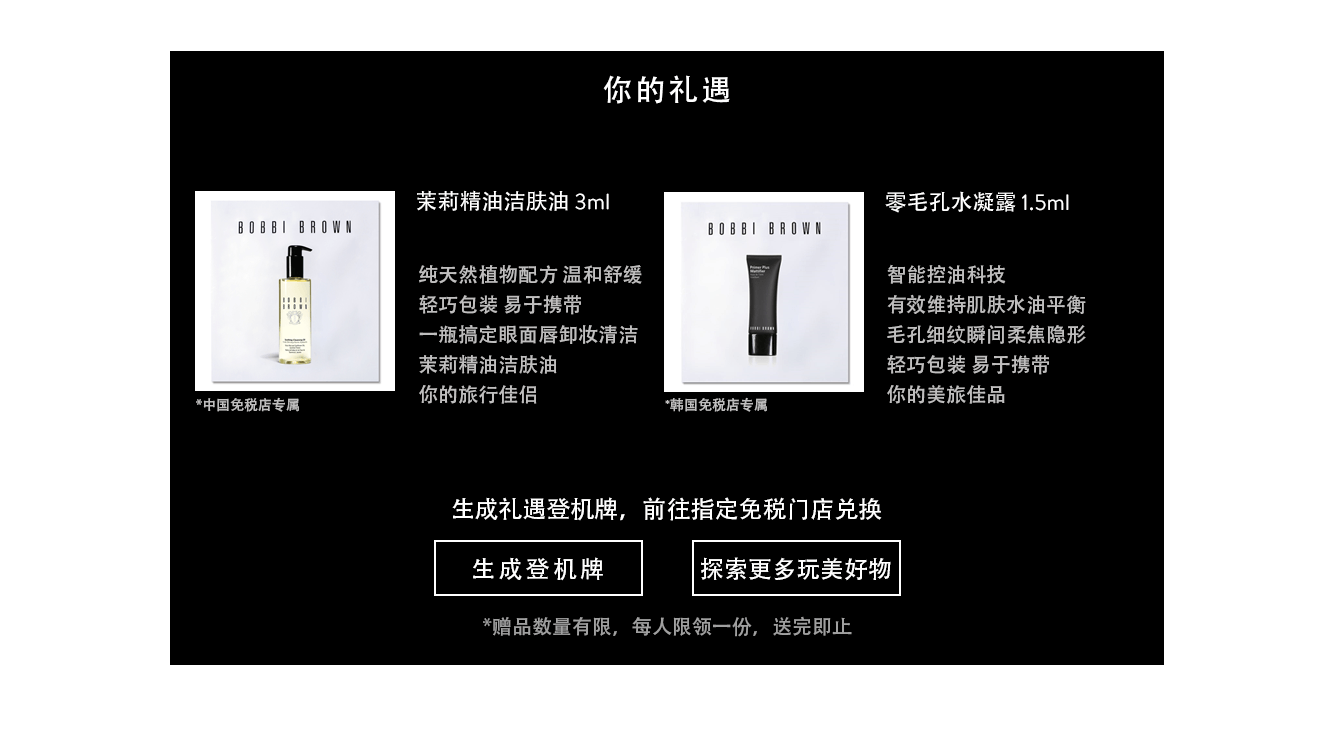 你的礼遇
BOBBI BROWN
BOBBI
BROWN
*中国免税店专属
茉莉精油洁肤油 3ml
纯天然植物配方 温和舒缓
轻巧包装 易于携带
一瓶搞定眼面唇卸妆清洁
茉莉精油洁肤油
你的旅行佳侣
BOBBI BROWN
Primer Plus
Mattifier
BOBBI BROWN
*韩国免税店专属
零毛孔水凝露 1.5ml
智能控油科技
有效维持肌肤水油平衡
毛孔细纹瞬间柔焦隐形
轻巧包装 易于携带
你的美旅佳品
生成礼遇登机牌，前往指定免税门店兑换
生成登机牌
探索更多玩美好物
*赠品数量有限，每人限领一份，送完即止